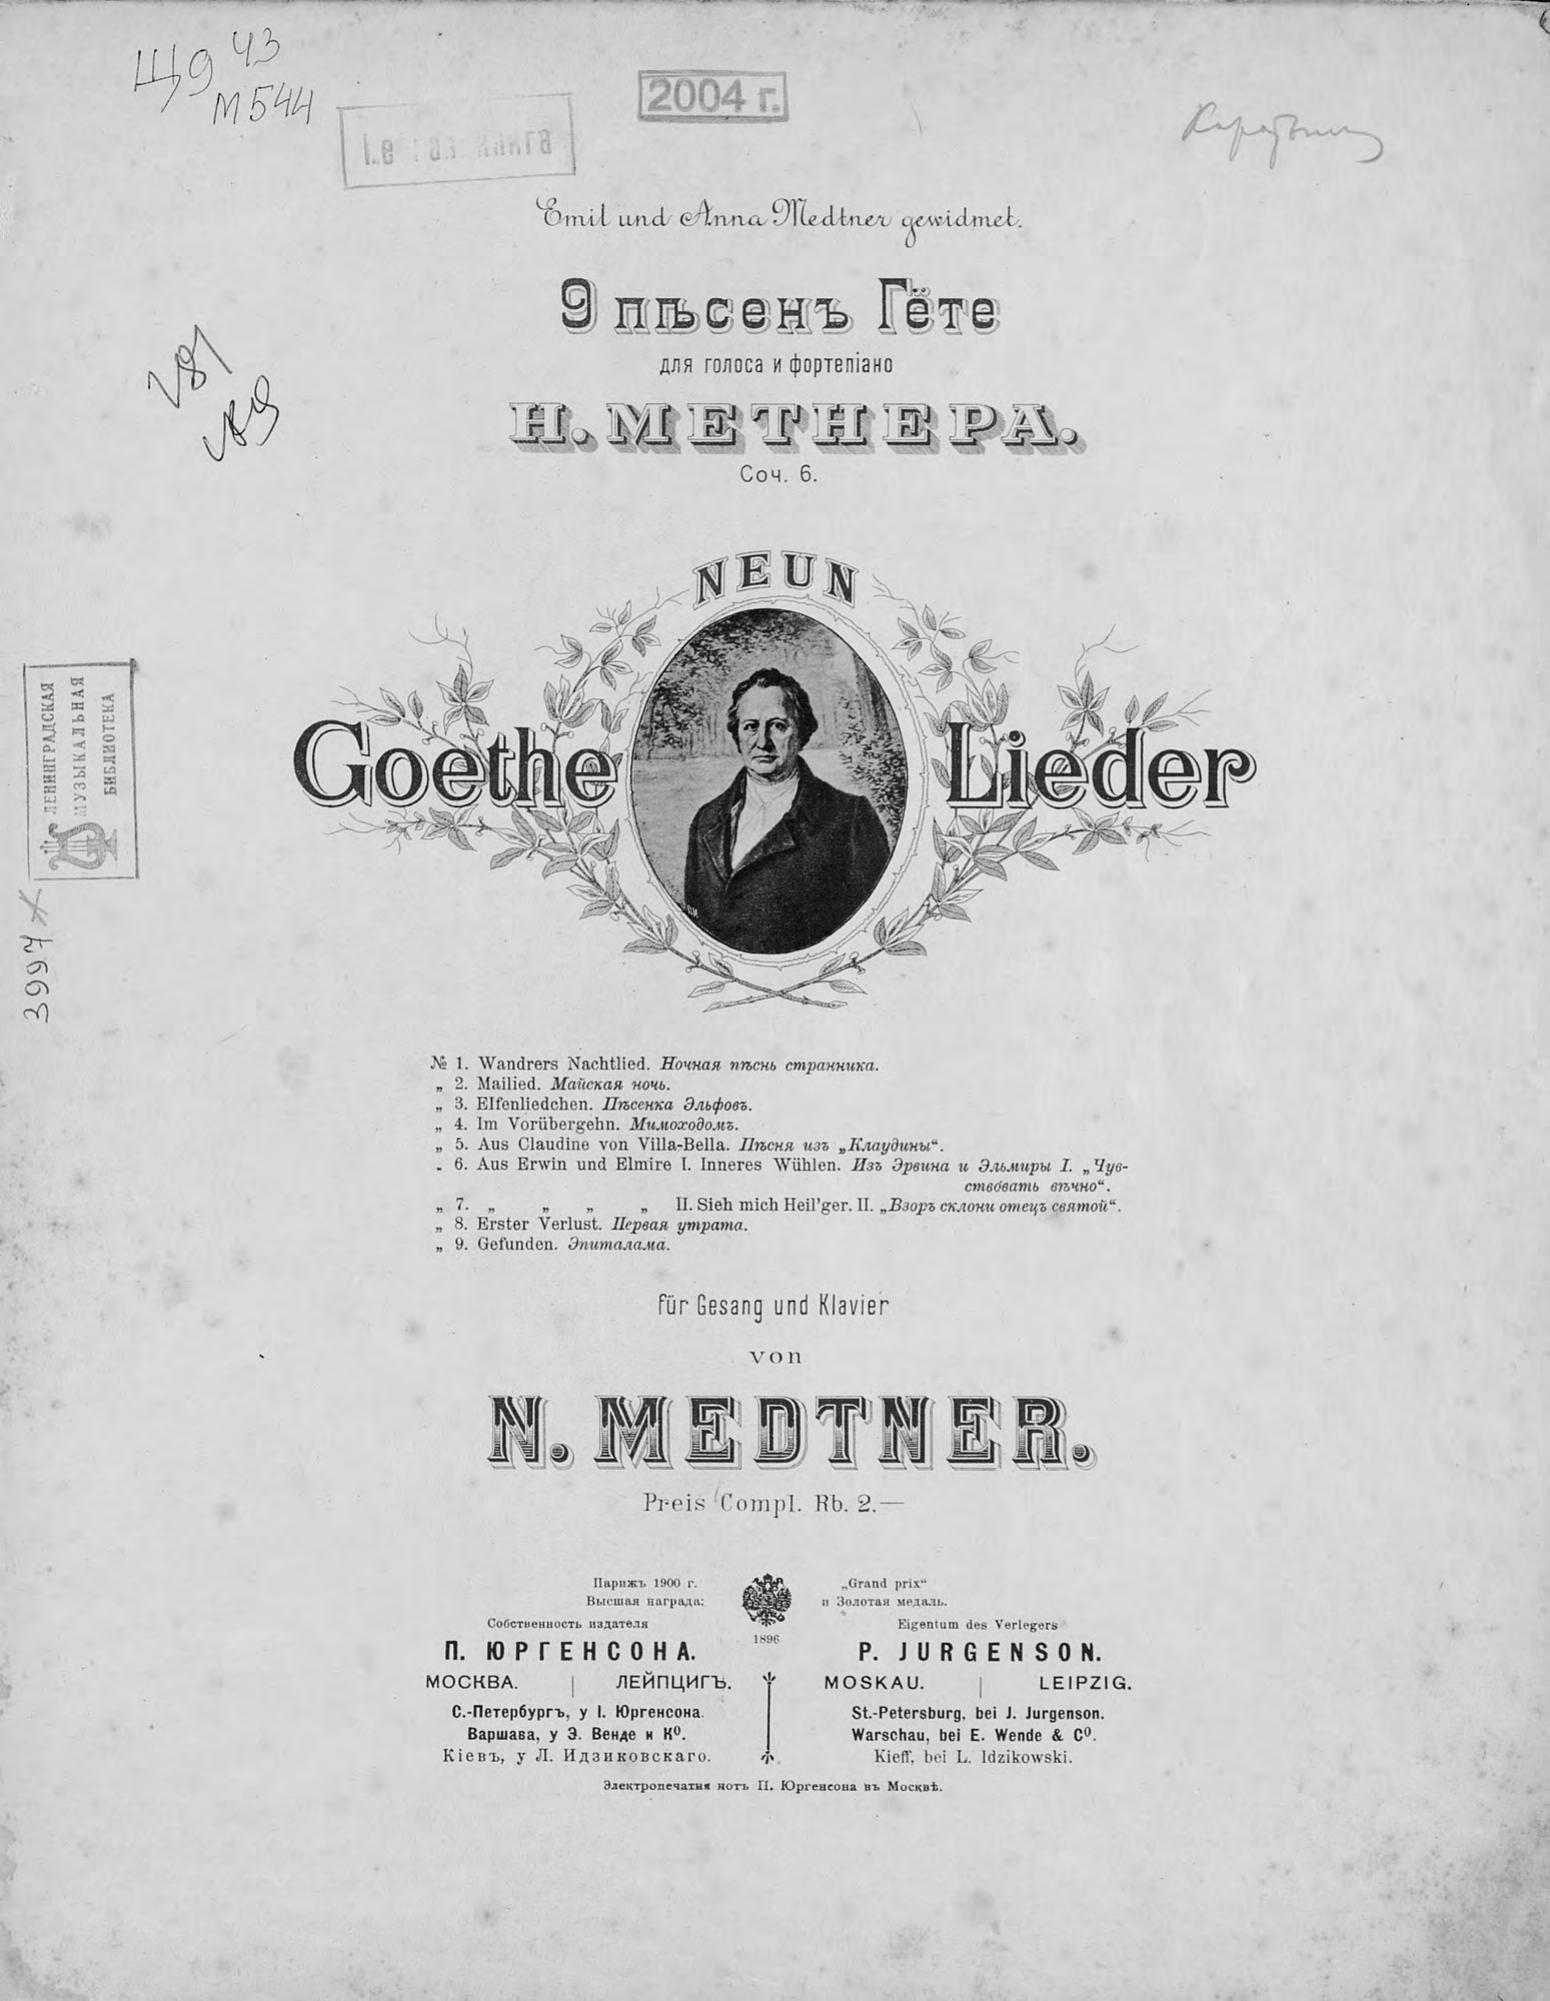 Щ9 43
М544
2004 г.
книга
Emil und Anna Medtner gewidmet.
9 пѣсенъ Гёте
для голоса и фортепіано
Н. МЕТНЕРА.
Соч. 6.
NEUN
Goethe Lieder
ЛЕНИНГРАДСКАЯ
МУЗЫКАЛЬНАЯ
БИБЛИОТЕКА
3997
№ 1. Wandrers Nachtlied. Ночная пѣснь странника.
„ 2. Mailied. Майская ночь.
„ 3. Elfenliedchen. Пѣсенка Эльфовъ.
„ 4. Im Vorübergehn. Мимоходомъ.
„ 5. Aus Claudine von Villa-Bella. Пѣсня изъ „Клаудины“.
„ 6. Aus Erwin und Elmire I. Inneres Wühlen. Изъ Эрвина и Эльмиры I. „Чув-
ствовать вѣчно“.
„ 7. „ „ „ „ II. Sieh mich Heil'ger. II. „Взоръ склони отецъ святой“.
„ 8. Erster Verlust. Первая утрата.
„ 9. Gefunden. Эпиталама.
für Gesang und Klavier
von
N. MEDTNER.
Preis Compl. Rb. 2.—
Парижъ 1900 г. „Grand prix“
Высшая награда: и Золотая медаль.
1896
Собственность издателя
П. ЮРГЕНСОНА.
МОСКВА. | ЛЕЙПЦИГЪ.
С.-Петербургъ, у І. Юргенсона.
Варшава, у Э. Венде и Ко.
Кіевъ, у Л. Идзиковскаго.
Eigentum des Verlegers
P. JURGENSON.
MOSKAU. | LEIPZIG.
St.-Petersburg, bei J. Jurgenson.
Warschau, bei E. Wende & Co.
Kieff, bei L. Idzikowski.
Электропечатня нотъ П. Юргенсона въ Москвѣ.